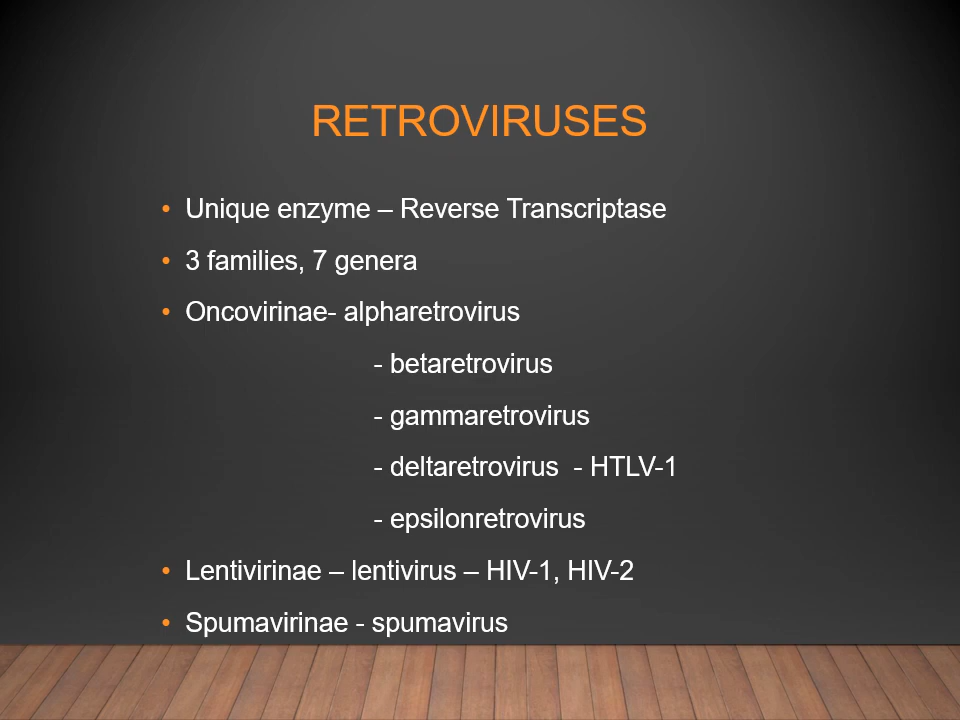 RETROVIRUSES
• Unique enzyme – Reverse Transcriptase
• 3 families, 7 genera
• Oncovirinae- alpharetrovirus
- betaretrovirus
- gammaretrovirus
- deltaretrovirus  - HTLV-1
- epsilonretrovirus
• Lentivirinae – lentivirus – HIV-1, HIV-2
• Spumavirinae - spumavirus